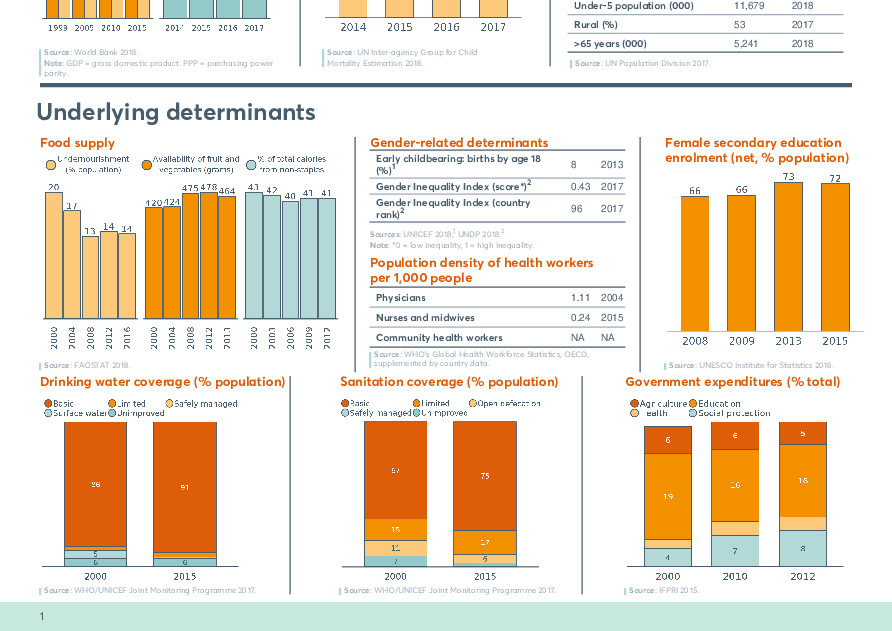 1999 2005 2010 2015
2014 2015 2016 2017
Source: World Bank 2018.
Note: GDP = gross domestic product. PPP = purchasing power
parity.
2014 2015 2016 2017
Source: UN Inter-agency Group for Child
Mortality Estimation 2018.
Under-5 population (000) 11,679 2018
Rural (%) 53 2017
>65 years (000) 5,241 2018
Source: UN Population Division 2017.
Underlying determinants
Food supply
Undernourishment
(% population)
Availability of fruit and
vegetables (grams)
% of total calories
from non-staples
20 17 13 14 14
420 424 475 478 464
43 42 40 41 41
2000 2004 2008 2012 2016
2000 2004 2008 2012 2013
2000 2003 2006 2009 2012
Source: FAOSTAT 2018.
Gender-related determinants
Early childbearing: births by age 18
(%)1 8 2013
Gender Inequality Index (score*)2 0.43 2017
Gender Inequality Index (country
rank)2 96 2017
Sources: UNICEF 2018,1 UNDP 2018.2
Note: *0 = low inequality, 1 = high inequality.
Population density of health workers
per 1,000 people
Physicians 1.11 2004
Nurses and midwives 0.24 2015
Community health workers NA NA
Source: WHO's Global Health Workforce Statistics, OECD,
supplemented by country data.
Female secondary education
enrolment (net, % population)
66 66 73 72
2008 2009 2013 2015
Source: UNESCO Institute for Statistics 2018.
Drinking water coverage (% population)
Basic Limited Safely managed
Surface water Unimproved
86 5 6
91 6
2000 2015
Source: WHO/UNICEF Joint Monitoring Programme 2017.
Sanitation coverage (% population)
Basic Limited Open defecation
Safely managed Unimproved
67 15 11 7
75 17 6
2000 2015
Source: WHO/UNICEF Joint Monitoring Programme 2017.
Government expenditures (% total)
Agriculture Education
Health Social protection
6 19 4
6 16 7
5 16 8
2000 2010 2012
Source: IFPRI 2015.
1